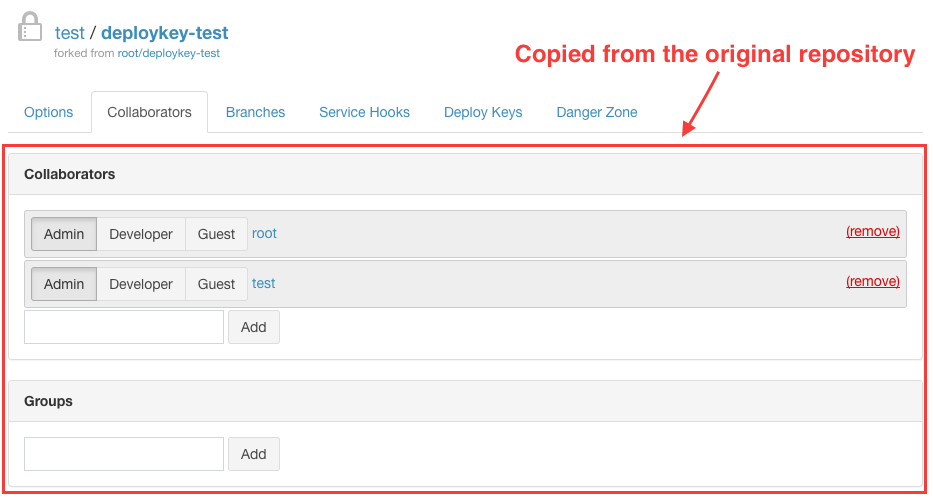 test / deploykey-test
forked from root/deploykey-test
Copied from the original repository
Options Collaborators Branches Service Hooks Deploy Keys Danger Zone
Collaborators
Admin Developer Guest root (remove)
Admin Developer Guest test (remove)
Add
Groups
Add